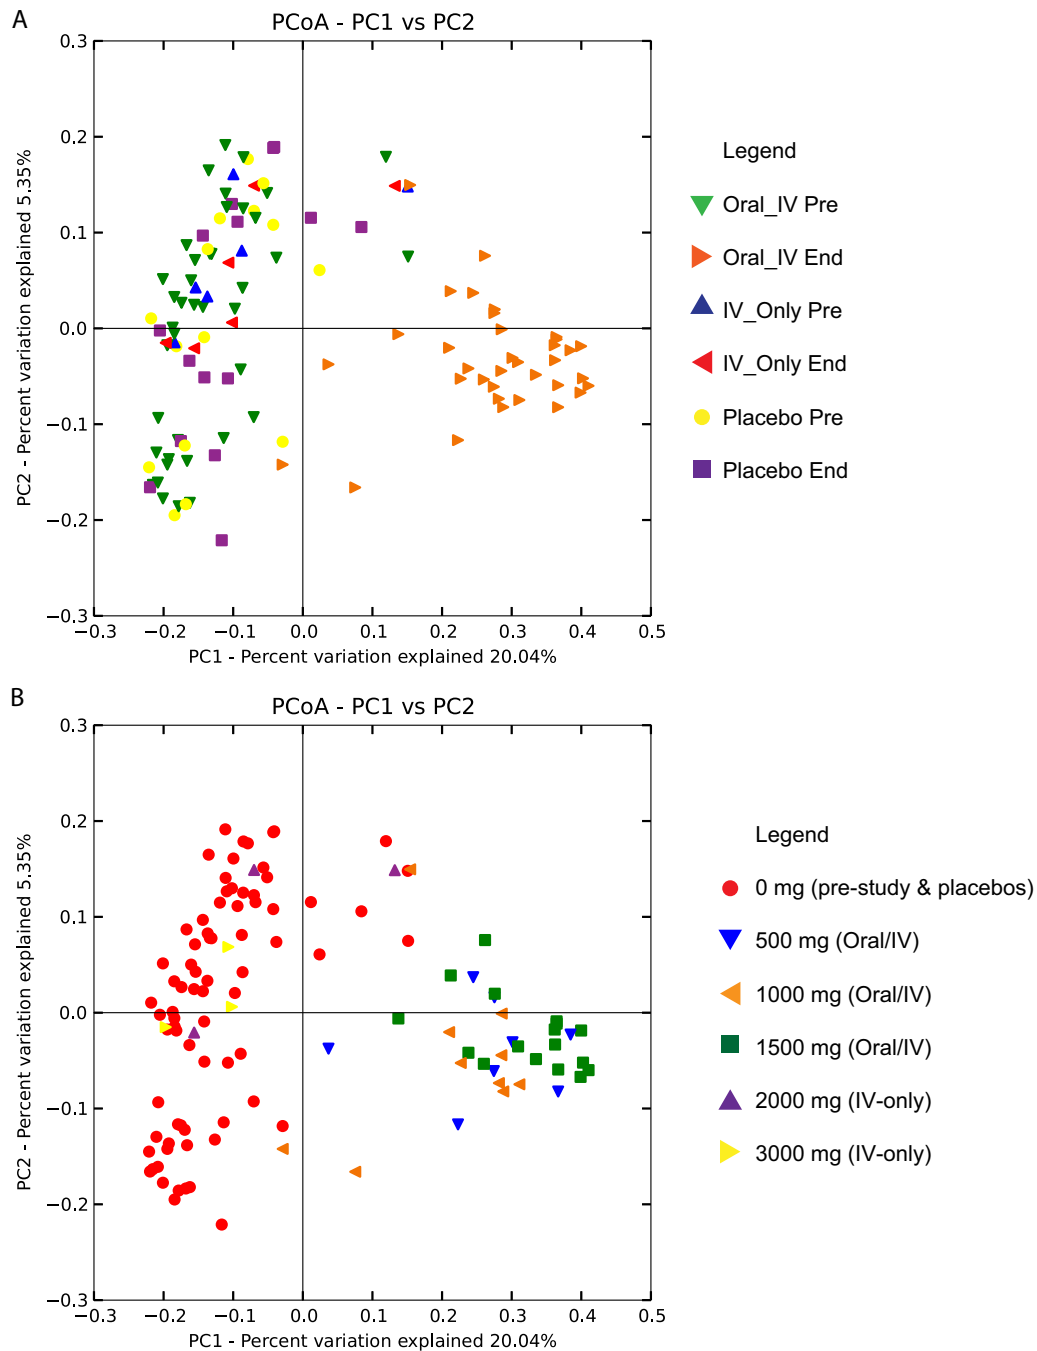 A
PCoA - PC1 vs PC2
0.3
0.2
0.1
0.0
−0.1
−0.2
−0.3
PC2 - Percent variation explained 5.35%
−0.3 −0.2 −0.1 0.0 0.1 0.2 0.3 0.4 0.5
PC1 - Percent variation explained 20.04%
Legend
Oral_IV Pre
Oral_IV End
IV_Only Pre
IV_Only End
Placebo Pre
Placebo End
B
PCoA - PC1 vs PC2
0.3
0.2
0.1
0.0
−0.1
−0.2
−0.3
PC2 - Percent variation explained 5.35%
−0.3 −0.2 −0.1 0.0 0.1 0.2 0.3 0.4 0.5
PC1 - Percent variation explained 20.04%
Legend
0 mg (pre-study & placebos)
500 mg (Oral/IV)
1000 mg (Oral/IV)
1500 mg (Oral/IV)
2000 mg (IV-only)
3000 mg (IV-only)